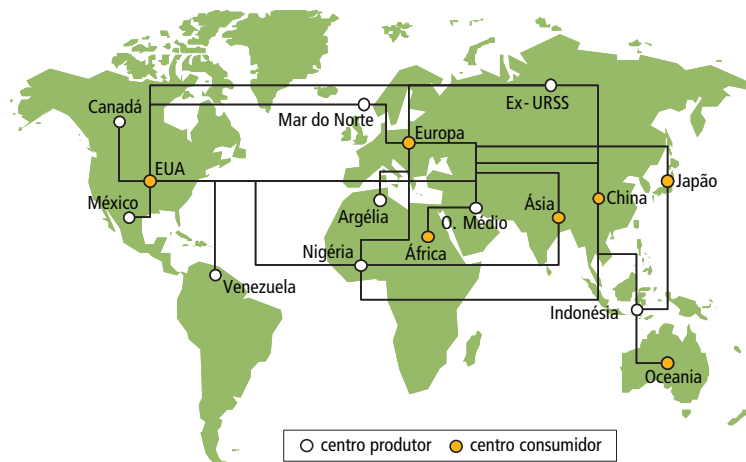 Canadá
Mar do Norte
Ex-URSS
Europa
EUA
Japão
México
Argélia
O. Médio
Ásia
China
Nigéria
África
Venezuela
Indonésia
Oceania
centro produtor
centro consumidor